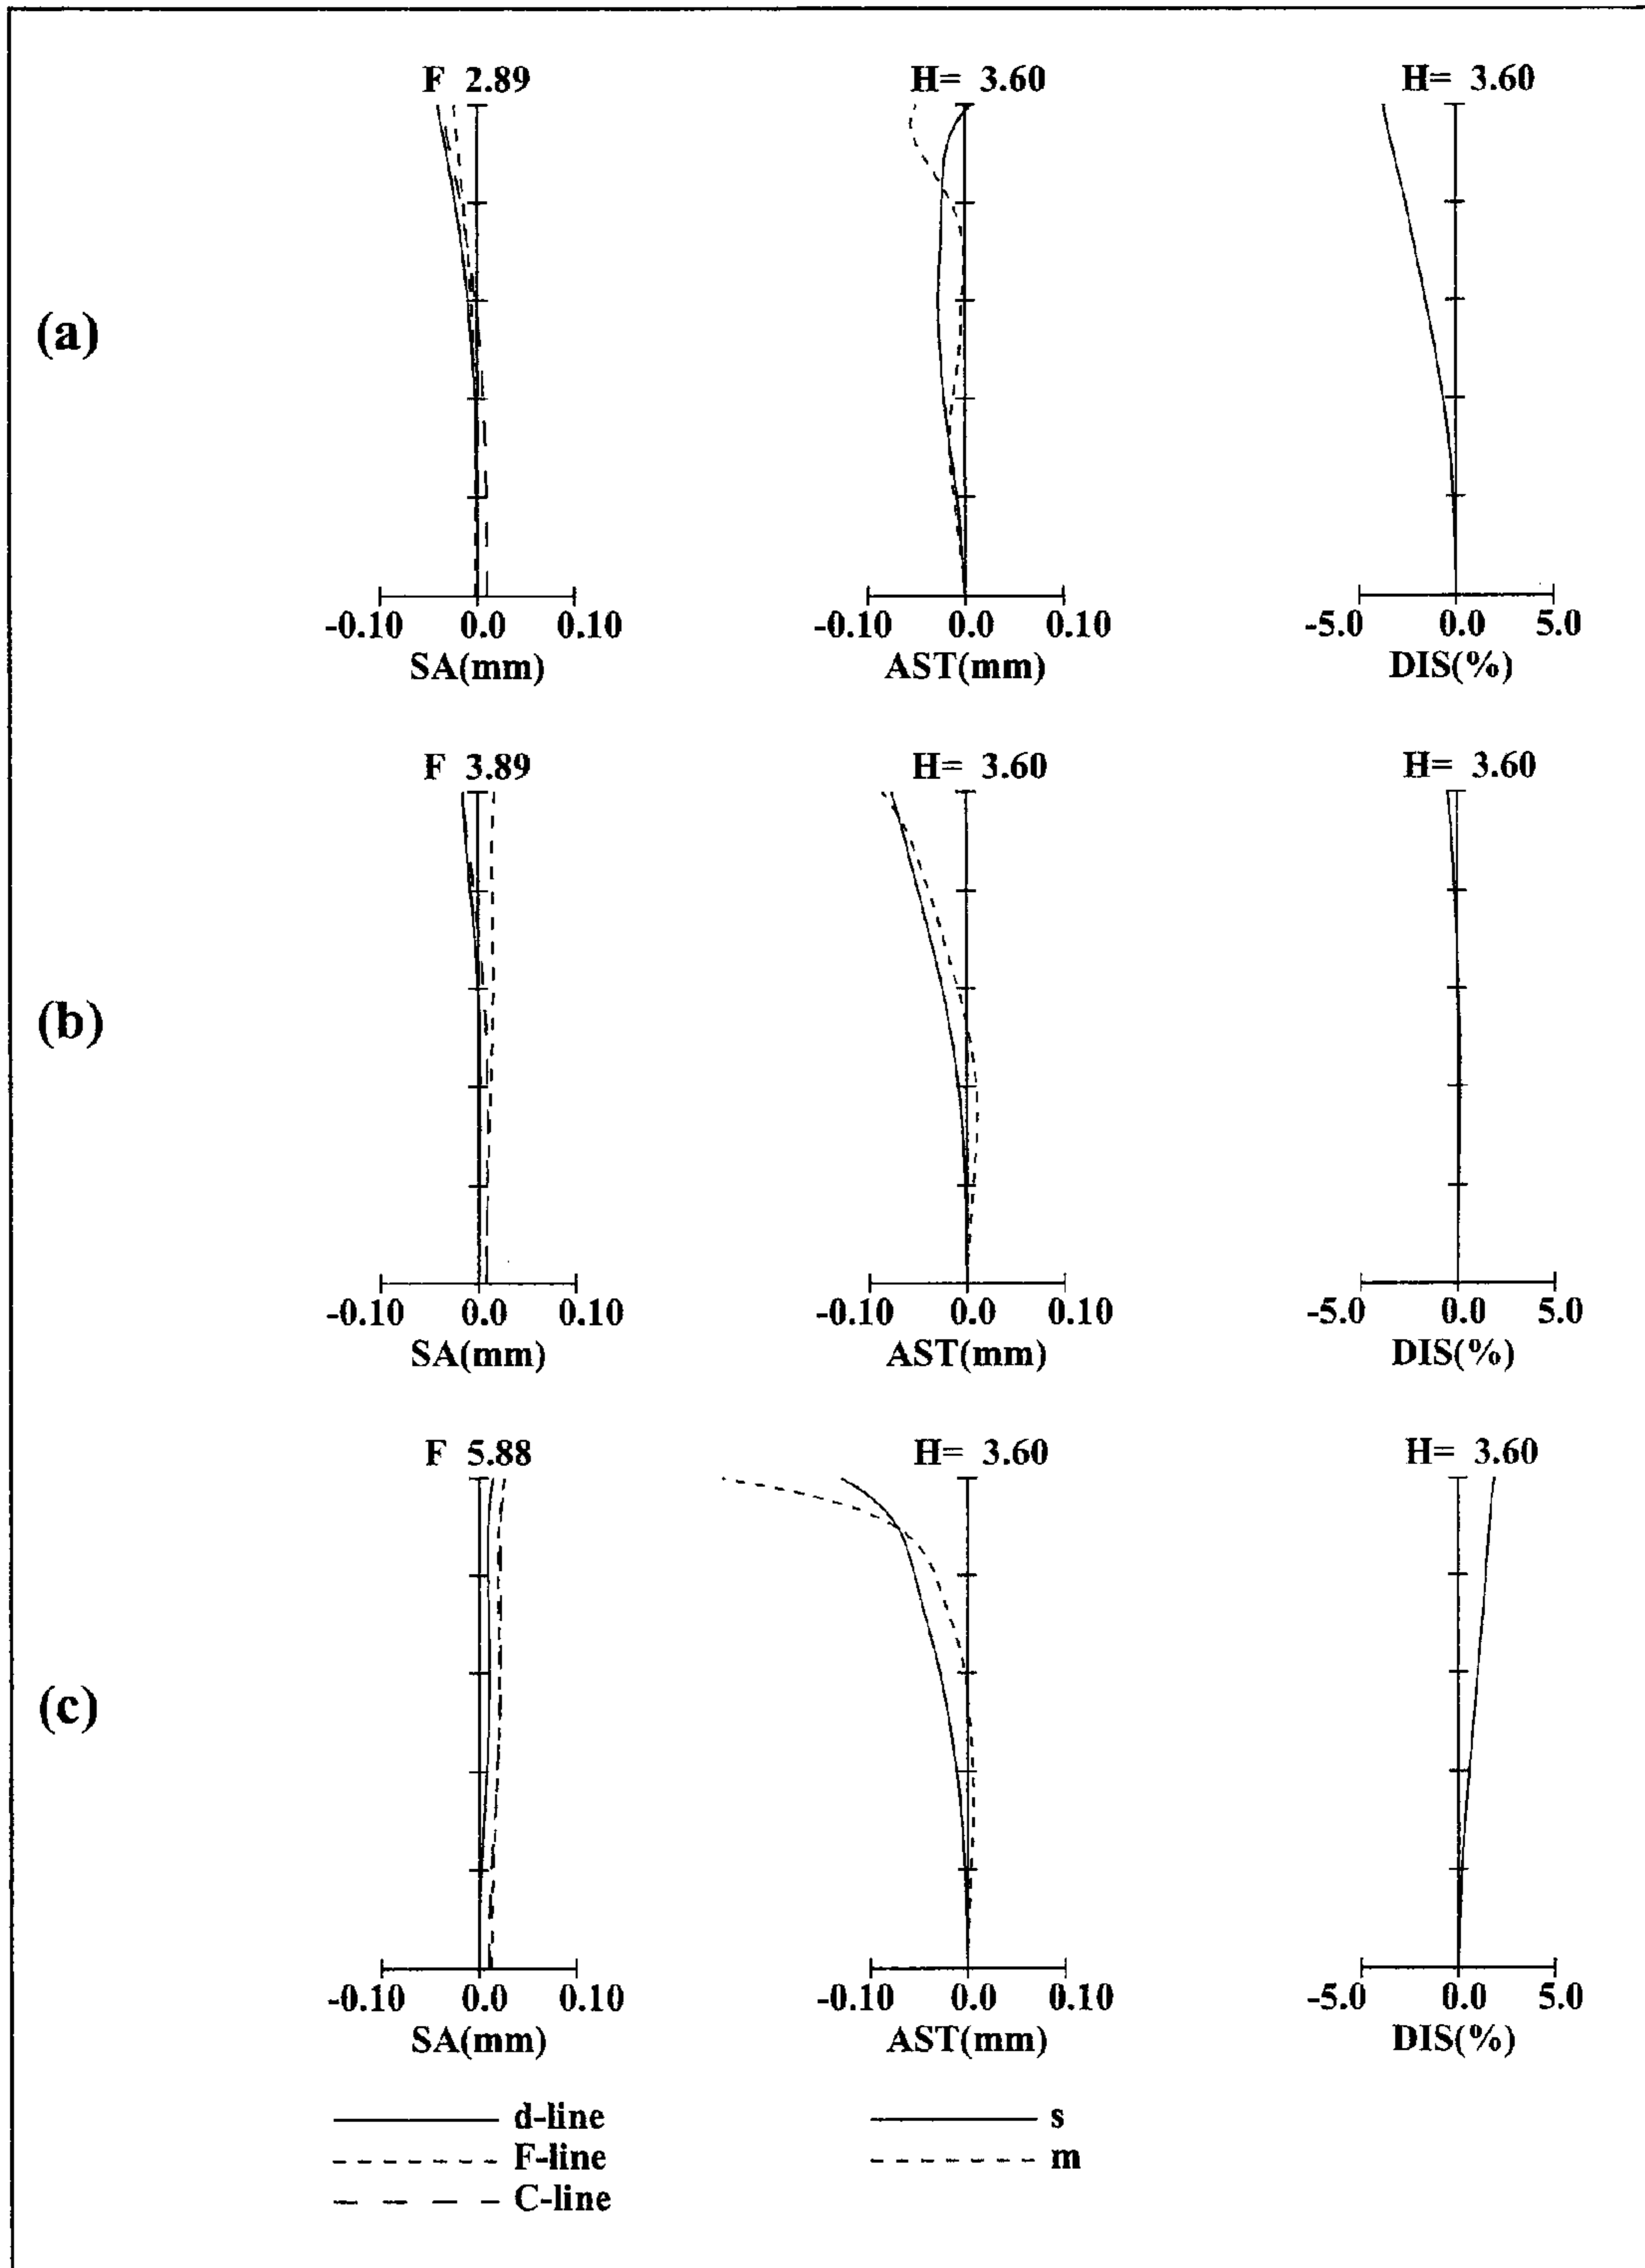 F 2.89 H= 3.60 H= 3.60
(a)
-0.10 0.0 0.10 -0.10 0.0 0.10 -5.0 0.0 5.0
SA(mm) AST(mm) DIS(%)
F 3.89 H= 3.60 H= 3.60
(b)
-0.10 0.0 0.10 -0.10 0.0 0.10 -5.0 0.0 5.0
SA(mm) AST(mm) DIS(%)
F 5.88 H= 3.60 H= 3.60
(c)
-0.10 0.0 0.10 -0.10 0.0 0.10 -5.0 0.0 5.0
SA(mm) AST(mm) DIS(%)
d-line s
F-line m
C-line